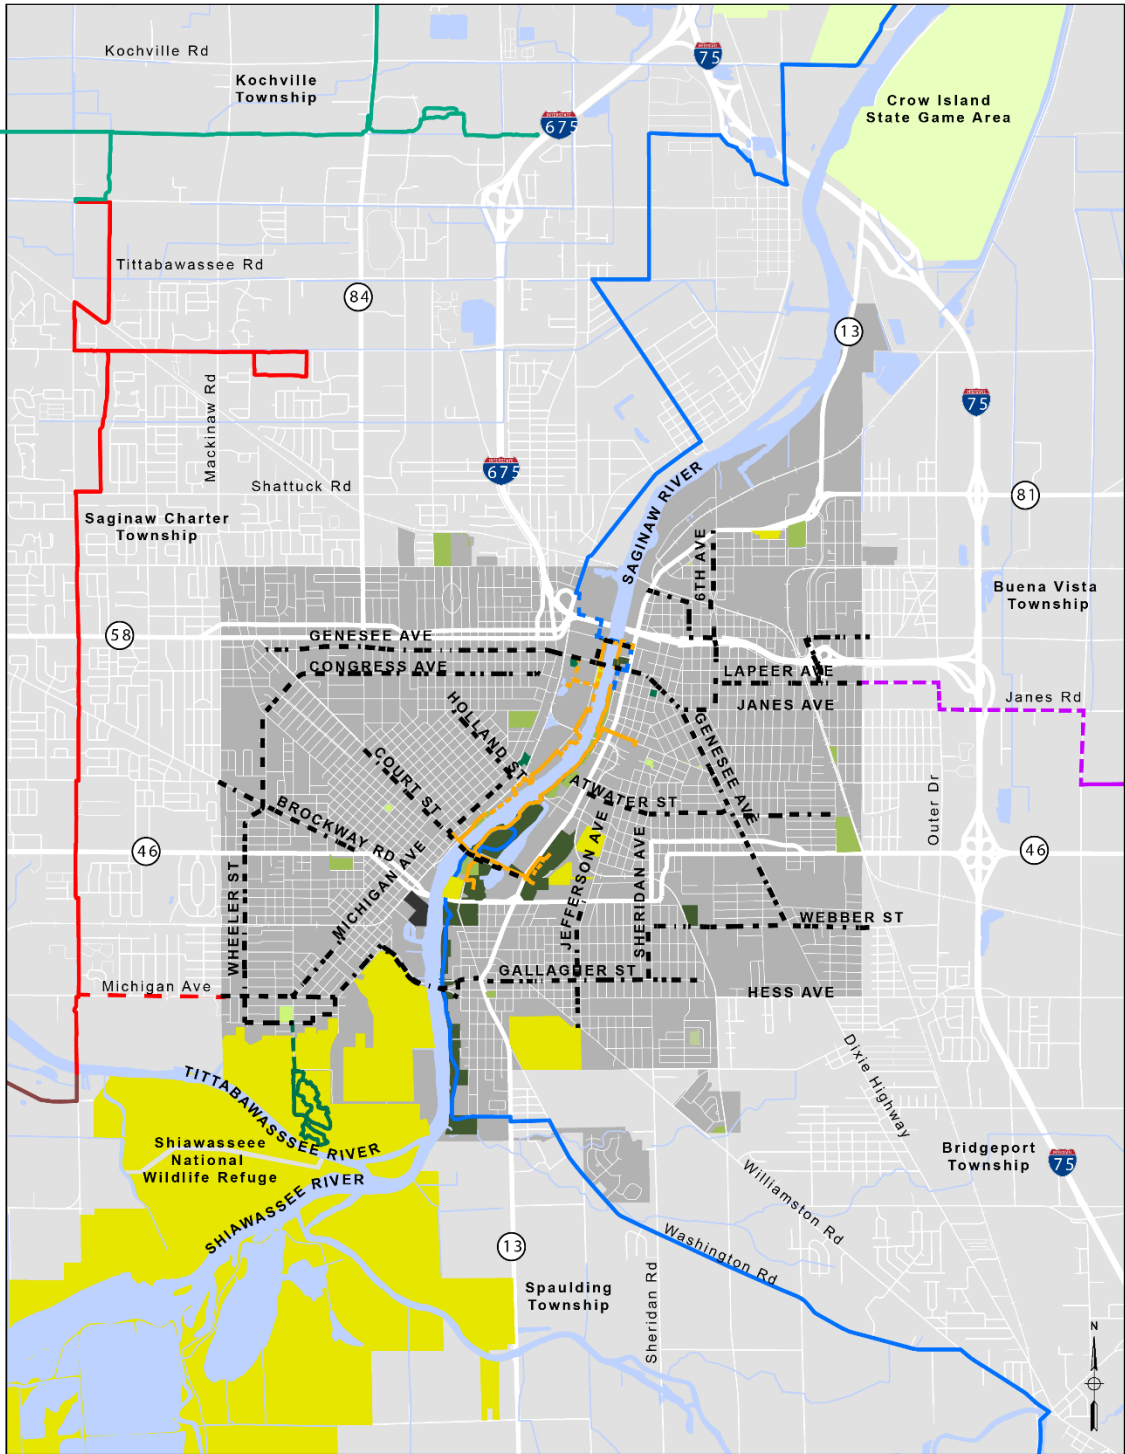 Kochville Rd
75
Kochville
Township
Crow Island
State Game Area
INTERSTATE
675
Tittabawassee Rd
84
13
Mackinaw Rd
75
INTERSTATE
675
Shattuck Rd
SAGINAW RIVER
81
Saginaw Charter
Township
6TH AVE
Buena Vista
Township
58
GENESEE AVE
CONGRESS AVE
LAPEER AVE
JANES AVE
Janes Rd
HOLLAND ST
GENESEE AVE
COURT ST
ATWATER ST
Outer Dr
BROCKWAY RD
JEFFERSON AVE
SHERIDAN AVE
46
46
MICHIGAN AVE
WHEELER ST
WEBBER ST
GALLAGHER ST
Michigan Ave
HESS AVE
Dixie Highway
TITTABAWASSSEE RIVER
Shiawasseee
National
Wildlife Refuge
Bridgeport
Township
75
SHIAWASSEE RIVER
Williamston Rd
13
Washington Rd
Spaulding
Township
Sheridan Rd
N